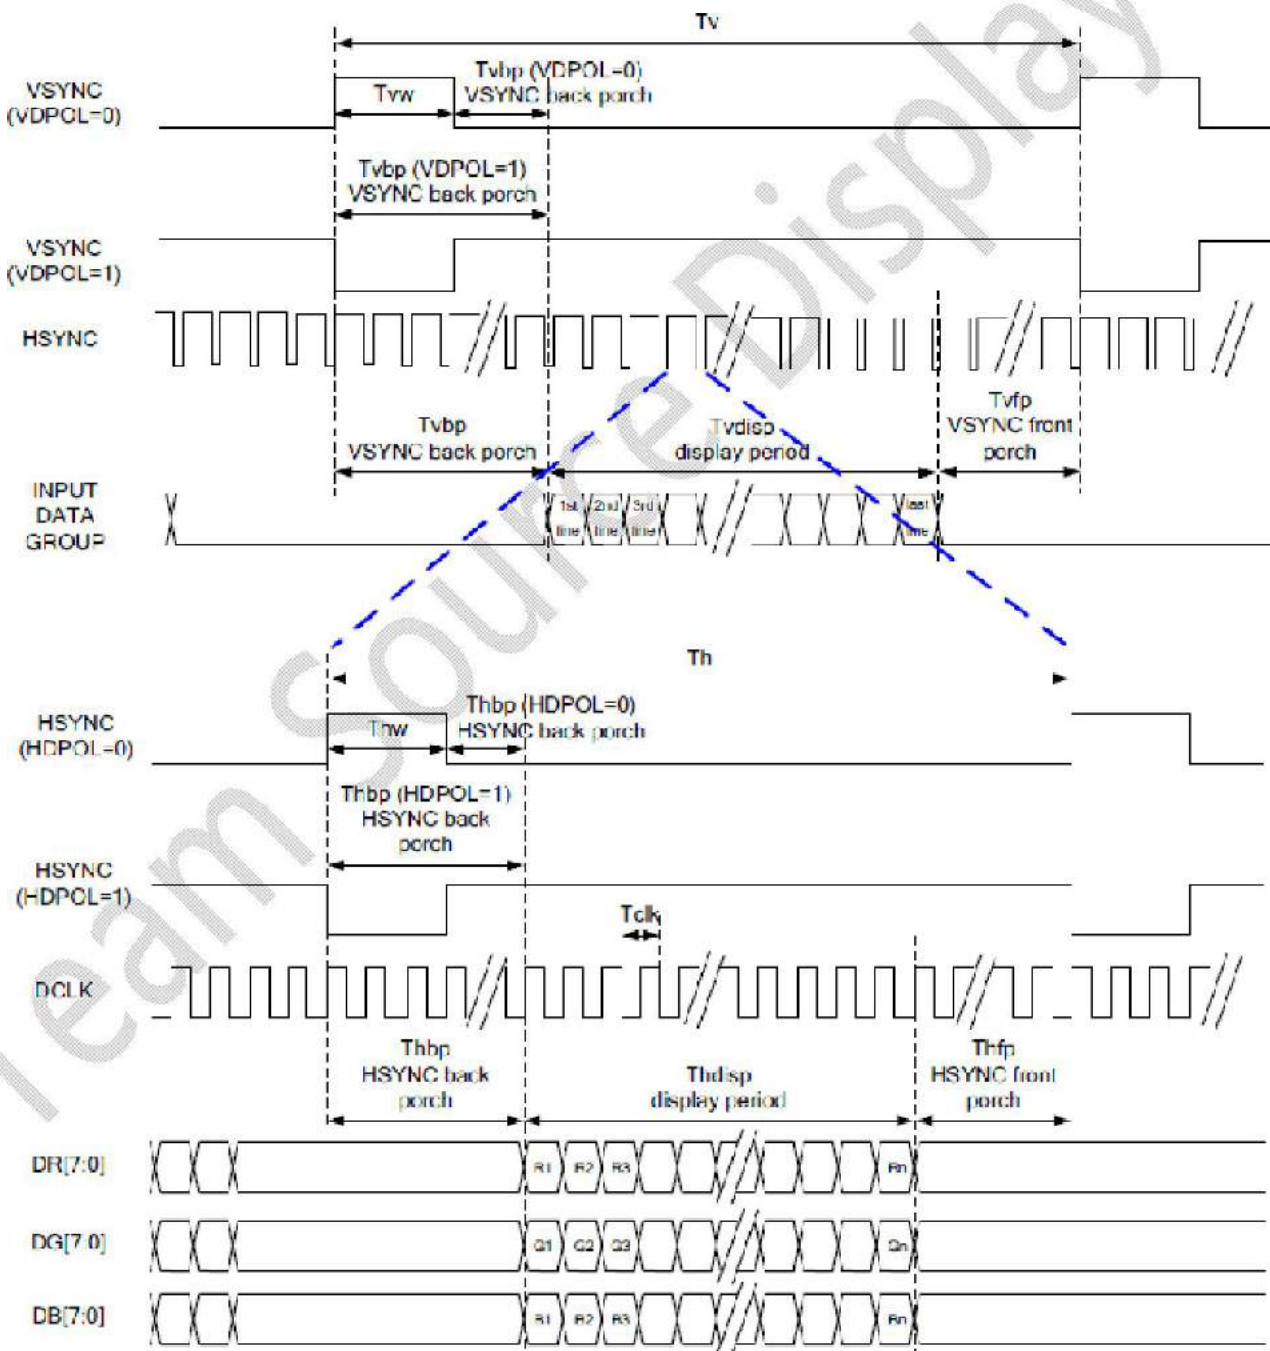 Tv
Tvbp (VDPOL=0)
VSYNC back porch
VSYNC
(VDPOL=0)
Tvw
Tvbp (VDPOL=1)
VSYNC back porch
VSYNC
(VDPOL=1)
HSYNC
Tvbp
VSYNC back porch
Tvdisp
display period
Tvfp
VSYNC front
porch
INPUT
DATA
GROUP
1st
line
2nd
line
3rd
line
last
line
Th
HSYNC
(HDPOL=0)
Thw
Thbp (HDPOL=0)
HSYNC back porch
Thbp (HDPOL=1)
HSYNC back
porch
HSYNC
(HDPOL=1)
Tclk
DCLK
Thbp
HSYNC back
porch
Thdisp
display period
Thfp
HSYNC front
porch
DR[7:0]
R1 R2 R3 Rn
DG[7:0]
G1 G2 G3 Gn
DB[7:0]
B1 B2 B3 Bn
Team Source Display